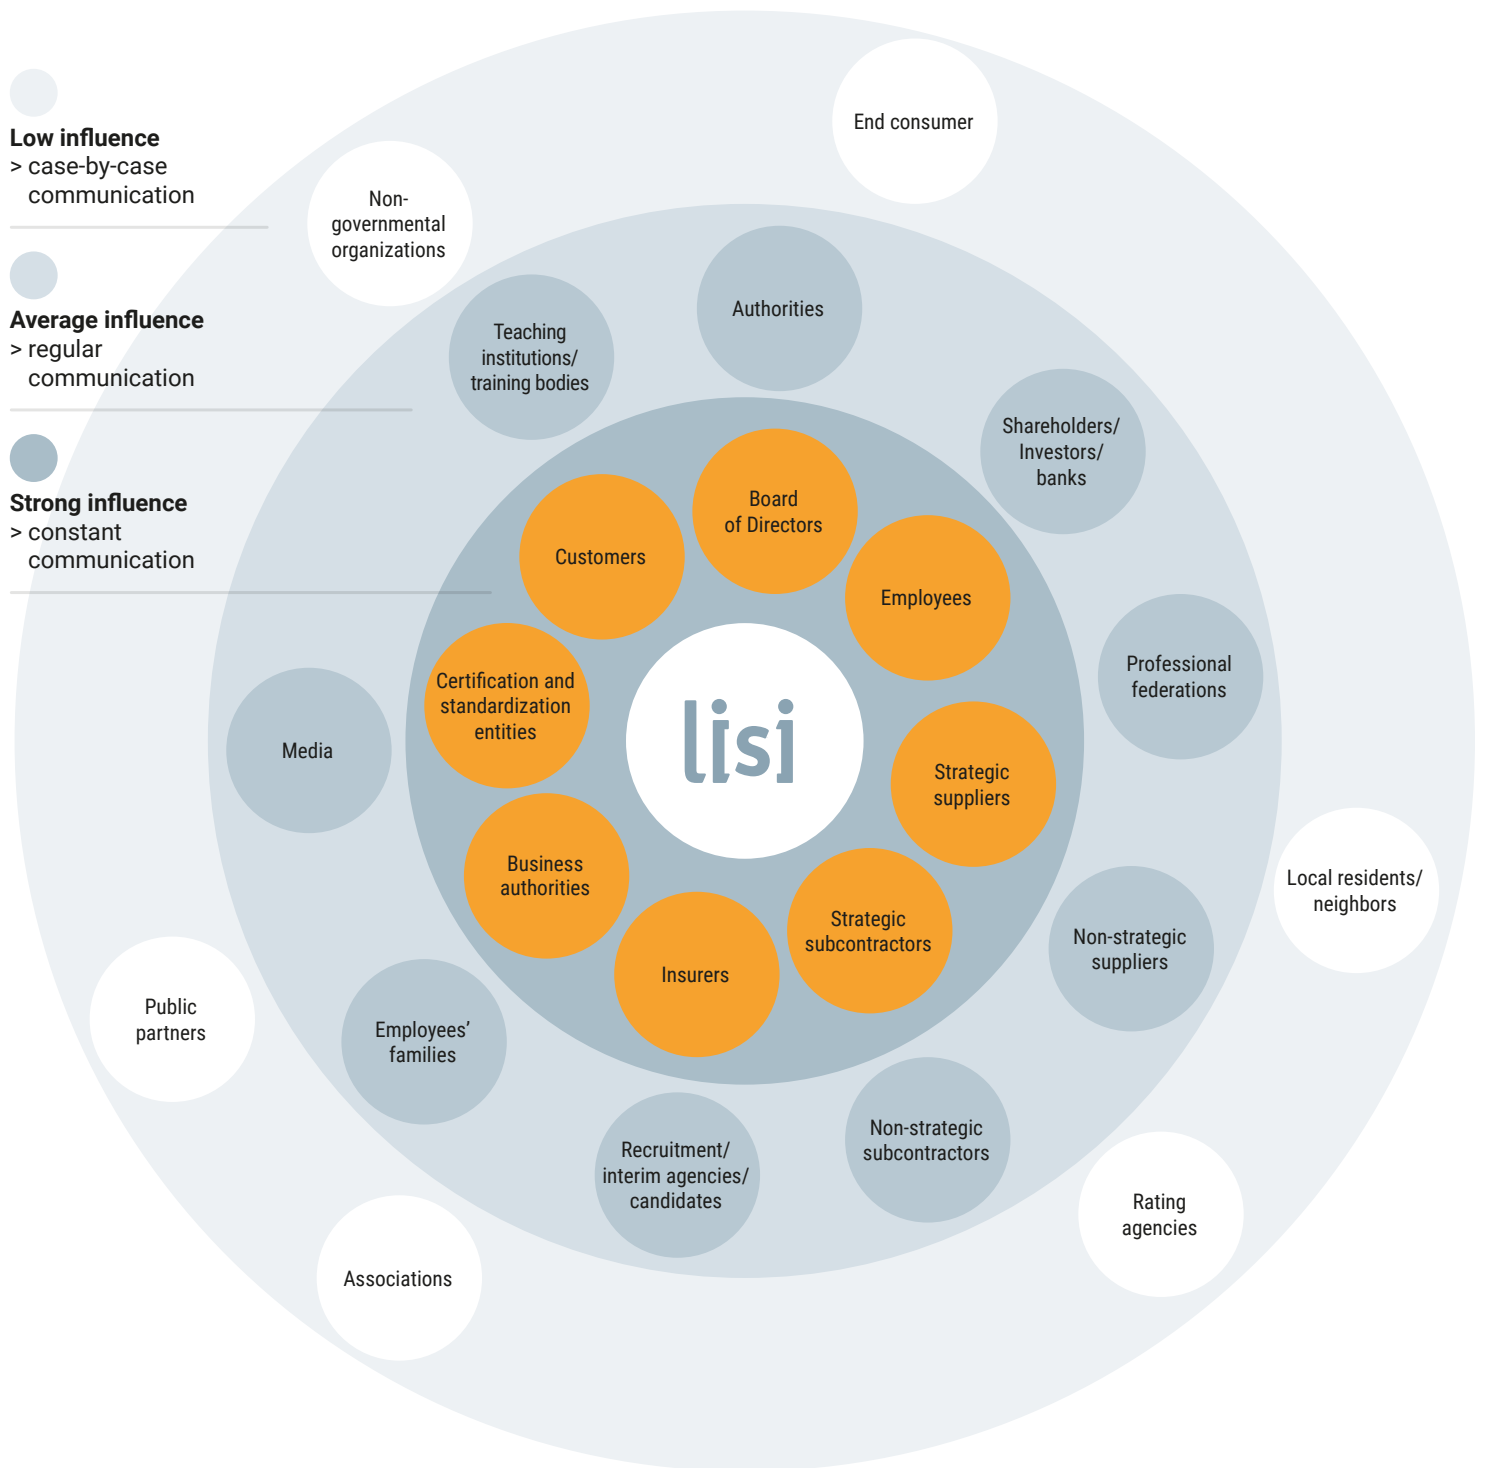 Low influence
> case-by-case
communication
Average influence
> regular
communication
Strong influence
> constant
communication
End consumer
Non-
governmental
organizations
Authorities
Teaching
institutions/
training bodies
Shareholders/
Investors/
banks
Board
of Directors
Customers
Employees
Certification and
standardization
entities
Professional
federations
lisi
Media
Strategic
suppliers
Business
authorities
Local residents/
neighbors
Strategic
subcontractors
Non-strategic
suppliers
Insurers
Public
partners
Employees’
families
Non-strategic
subcontractors
Recruitment/
interim agencies/
candidates
Rating
agencies
Associations